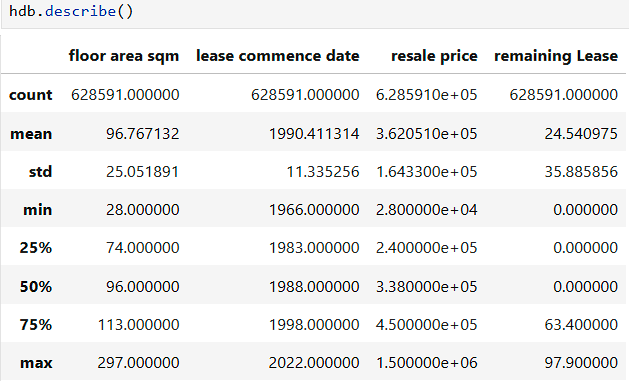 hdb.describe()
floor area sqm lease commence date resale price remaining Lease
count 628591.000000 628591.000000 6.285910e+05 628591.000000
mean 96.767132 1990.411314 3.620510e+05 24.540975
std 25.051891 11.335256 1.643300e+05 35.885856
min 28.000000 1966.000000 2.800000e+04 0.000000
25% 74.000000 1983.000000 2.400000e+05 0.000000
50% 96.000000 1988.000000 3.380000e+05 0.000000
75% 113.000000 1998.000000 4.500000e+05 63.400000
max 297.000000 2022.000000 1.500000e+06 97.900000